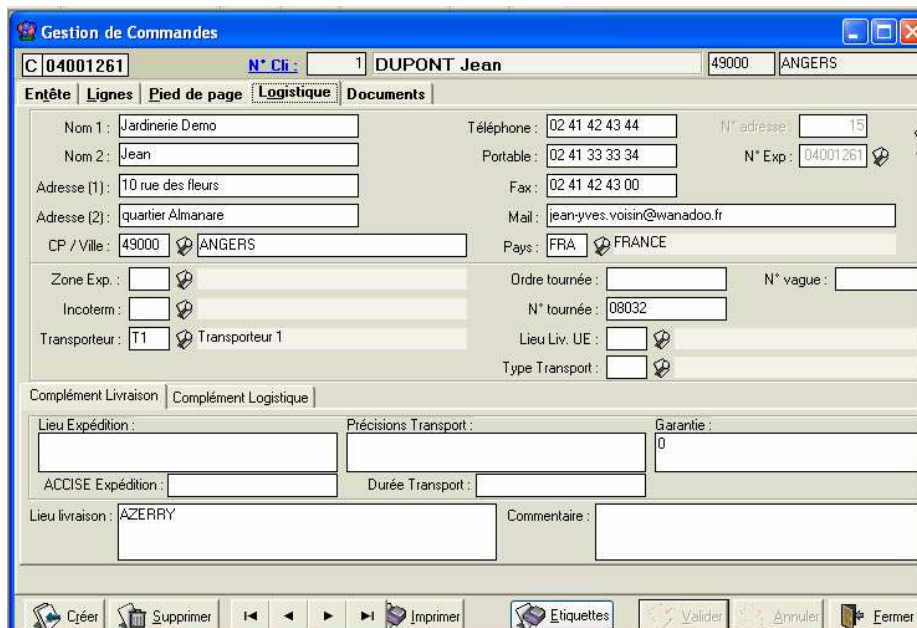 Gestion de Commandes
C 04001261 N° Cli : 1 DUPONT Jean 49000 ANGERS
Entête Lignes Pied de page Logistique Documents
Nom 1 : Jardinerie Demo Téléphone : 02 41 42 43 44 N° adresse : 15
Nom 2 : Jean Portable : 02 41 33 33 34 N° Exp : 04001261
Adresse (1) : 10 rue des fleurs Fax : 02 41 42 43 00
Adresse (2) : quartier Almanare Mail : jean-yves.voisin@wanadoo.fr
CP / Ville : 49000 ANGERS Pays : FRA FRANCE
Zone Exp. : Ordre tournée : N° vague :
Incoterm : N° tournée : 08032
Transporteur : T1 Transporteur 1 Lieu Liv. UE :
Type Transport :
Complément Livraison Complément Logistique
Lieu Expédition : Précisions Transport : Garantie :
0
ACCISE Expédition : Durée Transport :
Lieu livraison : AZERRY Commentaire :
Créer Supprimer Imprimer Etiquettes Valider Annuler Fermer